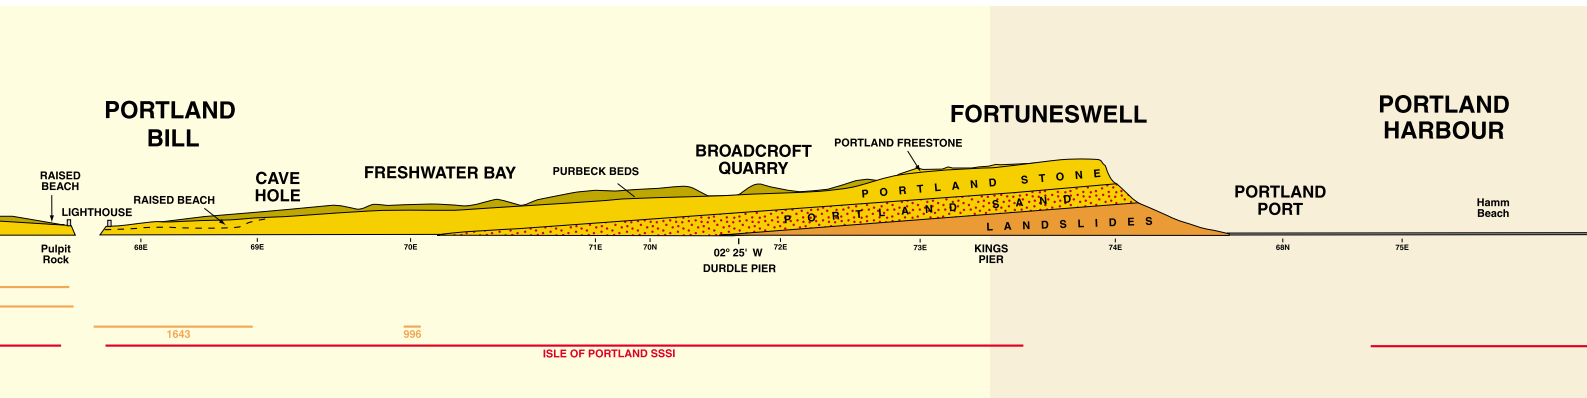 PORTLAND
BILL
FORTUNESWELL
PORTLAND
HARBOUR
RAISED
BEACH
LIGHTHOUSE
RAISED BEACH
CAVE
HOLE
FRESHWATER BAY
PURBECK BEDS
BROADCROFT
QUARRY
PORTLAND FREESTONE
PORTLAND STONE
PORTLAND SAND
LANDSLIDES
PORTLAND
PORT
Hamm
Beach
Pulpit
Rock
68E
69E
70E
71E
70N
02° 25' W
DURDLE PIER
72E
73E
KINGS
PIER
74E
68N
75E
1643
996
ISLE OF PORTLAND SSSI